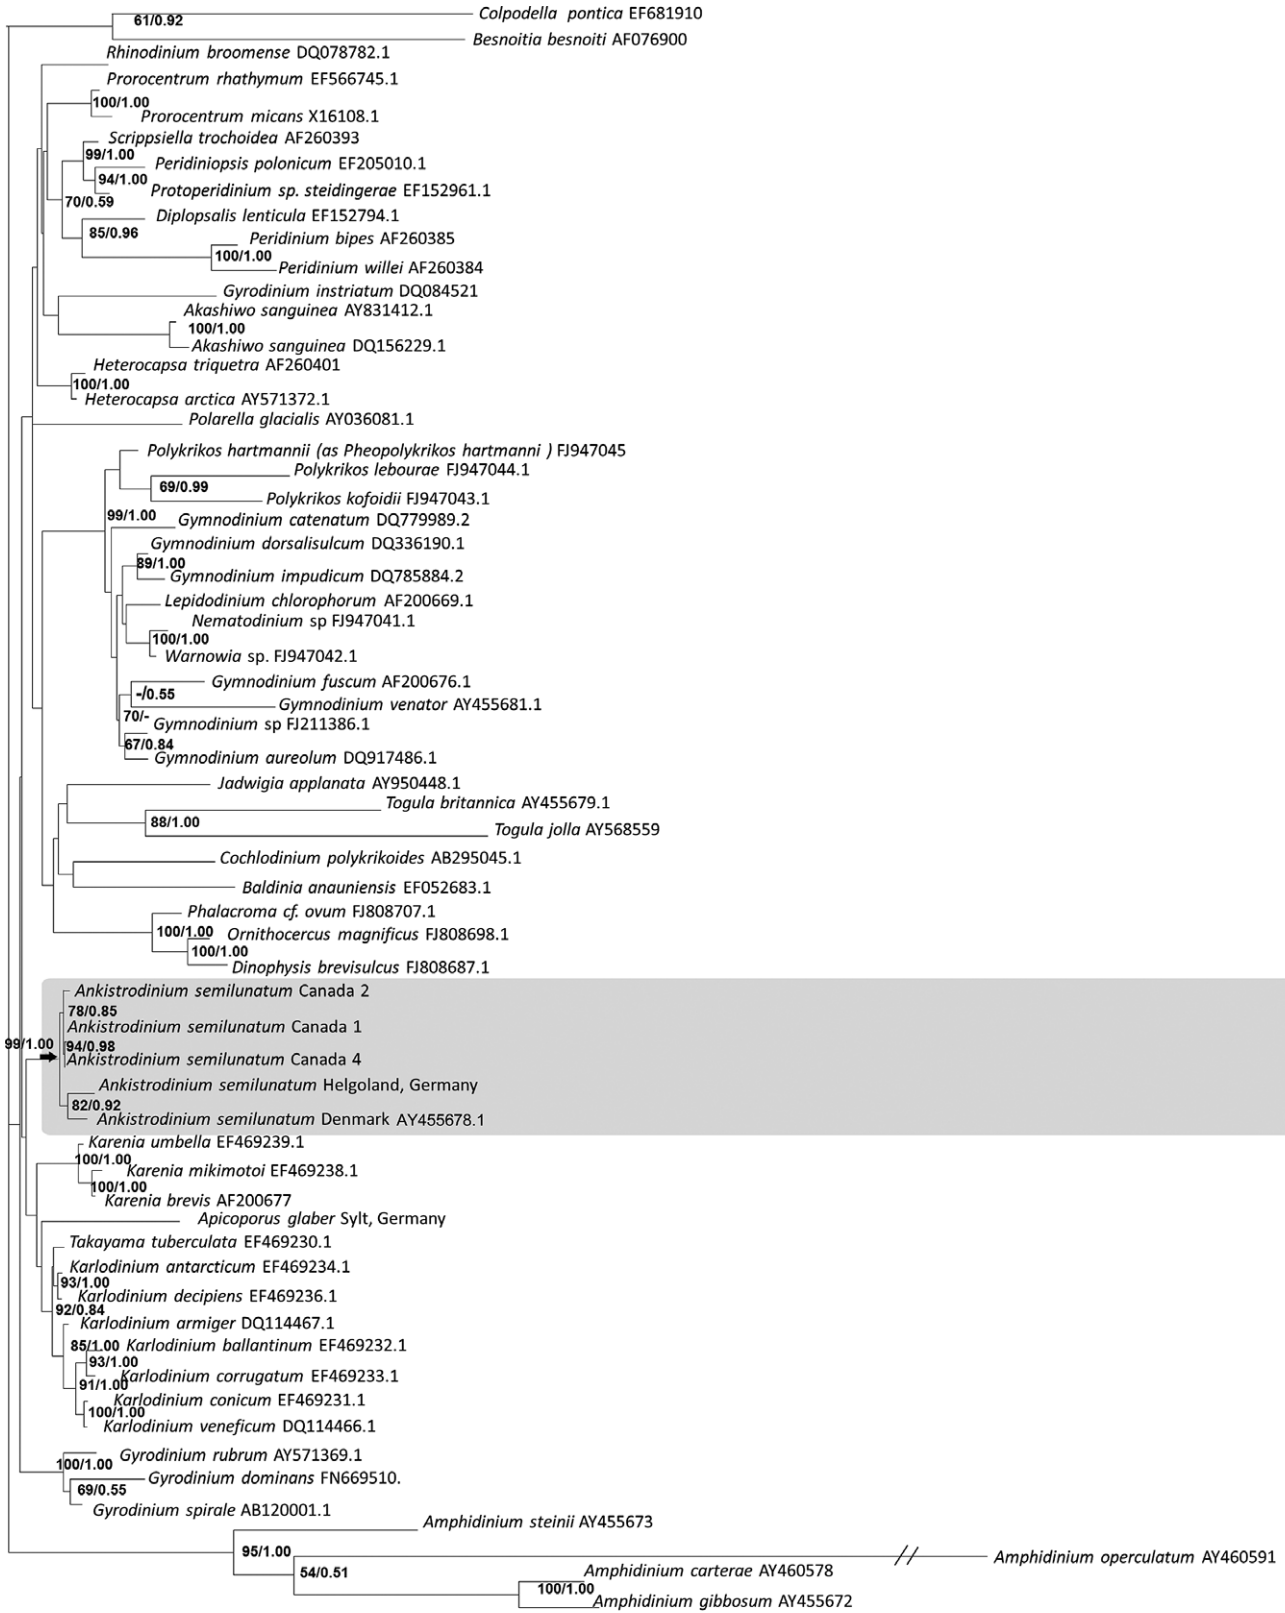 Colpodella pontica EF681910
61/0.92
Besnoitia besnoiti AF076900
Rhinodinium broomense DQ078782.1
Prorocentrum rhathymum EF566745.1
100/1.00
Prorocentrum micans X16108.1
Scrippsiella trochoidea AF260393
99/1.00
Peridiniopsis polonicum EF205010.1
94/1.00
Protoperidinium sp. steidingerae EF152961.1
70/0.59
Diplopsalis lenticula EF152794.1
85/0.96
Peridinium bipes AF260385
100/1.00
Peridinium willei AF260384
Gyrodinium instriatum DQ084521
Akashiwo sanguinea AY831412.1
100/1.00
Akashiwo sanguinea DQ156229.1
Heterocapsa triquetra AF260401
100/1.00
Heterocapsa arctica AY571372.1
Polarella glacialis AY036081.1
Polykrikos hartmannii (as Pheopolykrikos hartmanni ) FJ947045
Polykrikos lebourae FJ947044.1
69/0.99
Polykrikos kofoidii FJ947043.1
99/1.00
Gymnodinium catenatum DQ779989.2
Gymnodinium dorsalisulcum DQ336190.1
89/1.00
Gymnodinium impudicum DQ785884.2
Lepidodinium chlorophorum AF200669.1
Nematodinium sp FJ947041.1
100/1.00
Warnowia sp. FJ947042.1
Gymnodinium fuscum AF200676.1
-/0.55
Gymnodinium venator AY455681.1
70/-
Gymnodinium sp FJ211386.1
67/0.84
Gymnodinium aureolum DQ917486.1
Jadwigia applanata AY950448.1
Togula britannica AY455679.1
88/1.00
Togula jolla AY568559
Cochlodinium polykrikoides AB295045.1
Baldinia anauniensis EF052683.1
Phalacroma cf. ovum FJ808707.1
100/1.00
Ornithocercus magnificus FJ808698.1
100/1.00
Dinophysis brevisulcus FJ808687.1
Ankistrodinium semilunatum Canada 2
78/0.85
Ankistrodinium semilunatum Canada 1
99/1.00
94/0.98
Ankistrodinium semilunatum Canada 4
Ankistrodinium semilunatum Helgoland, Germany
82/0.92
Ankistrodinium semilunatum Denmark AY455678.1
Karenia umbella EF469239.1
100/1.00
Karenia mikimotoi EF469238.1
100/1.00
Karenia brevis AF200677
Apicoporus glaber Sylt, Germany
Takayama tuberculata EF469230.1
Karlodinium antarcticum EF469234.1
93/1.00
Karlodinium decipiens EF469236.1
92/0.84
Karlodinium armiger DQ114467.1
85/1.00
Karlodinium ballantinum EF469232.1
93/1.00
Karlodinium corrugatum EF469233.1
91/1.00
Karlodinium conicum EF469231.1
100/1.00
Karlodinium veneficum DQ114466.1
Gyrodinium rubrum AY571369.1
100/1.00
Gyrodinium dominans FN669510.
69/0.55
Gyrodinium spirale AB120001.1
Amphidinium steinii AY455673
95/1.00
Amphidinium operculatum AY460591
54/0.51
Amphidinium carterae AY460578
100/1.00
Amphidinium gibbosum AY455672